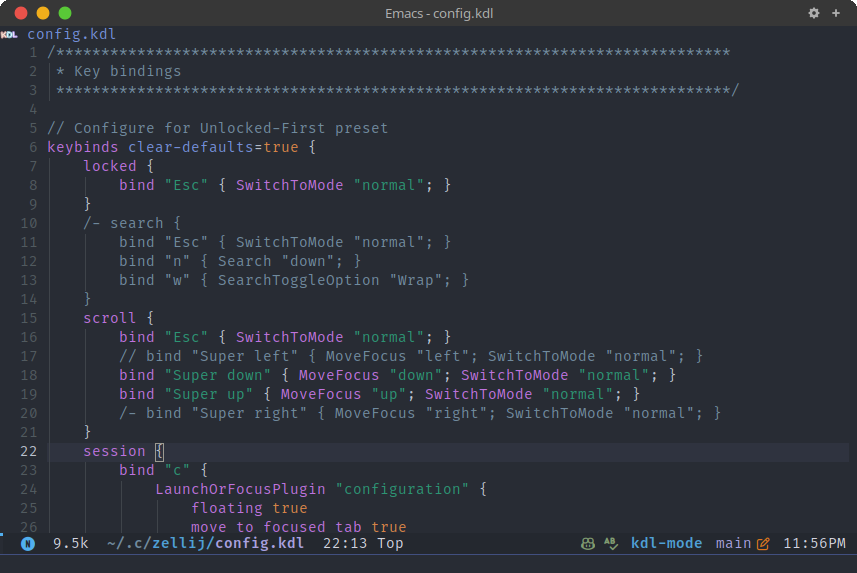 Emacs - config.kdl
KDL config.kdl
1 /***************************************************************************
2  * Key bindings
3  ***************************************************************************/
4
5 // Configure for Unlocked-First preset
6 keybinds clear-defaults=true {
7     locked {
8         bind "Esc" { SwitchToMode "normal"; }
9     }
10     /- search {
11         bind "Esc" { SwitchToMode "normal"; }
12         bind "n" { Search "down"; }
13         bind "w" { SearchToggleOption "Wrap"; }
14     }
15     scroll {
16         bind "Esc" { SwitchToMode "normal"; }
17         // bind "Super left" { MoveFocus "left"; SwitchToMode "normal"; }
18         bind "Super down" { MoveFocus "down"; SwitchToMode "normal"; }
19         bind "Super up" { MoveFocus "up"; SwitchToMode "normal"; }
20         /- bind "Super right" { MoveFocus "right"; SwitchToMode "normal"; }
21     }
22     session {
23         bind "c" {
24             LaunchOrFocusPlugin "configuration" {
25                 floating true
26                 move_to_focused_tab true
N 9.5k ~/.c/zellij/config.kdl 22:13 Top AB kdl-mode main 11:56PM